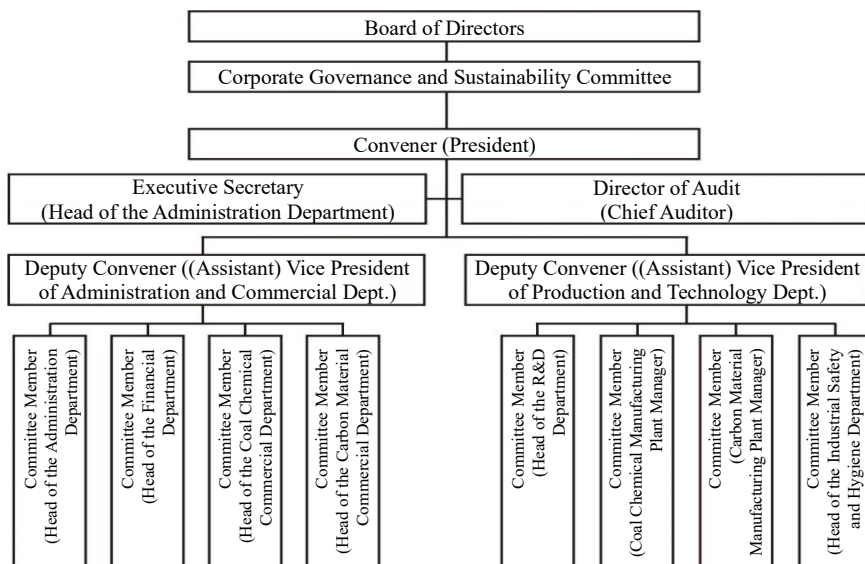 Board of Directors
Corporate Governance and Sustainability Committee
Convener (President)
Executive Secretary
(Head of the Administration Department)
Director of Audit
(Chief Auditor)
Deputy Convener ((Assistant) Vice President
of Administration and Commercial Dept.)
Deputy Convener ((Assistant) Vice President
of Production and Technology Dept.)
Committee Member
(Head of the Administration
Department)
Committee Member
(Head of the Financial
Department)
Committee Member
(Head of the Coal Chemical
Commercial Department)
Committee Member
(Head of the Carbon Material
Commercial Department)
Committee Member
(Head of the R&D
Department)
Committee Member
(Coal Chemical Manufacturing
Plant Manager)
Committee Member
(Carbon Material
Manufacturing Plant Manager)
Committee Member
(Head of the Industrial Safety
and Hygiene Department)